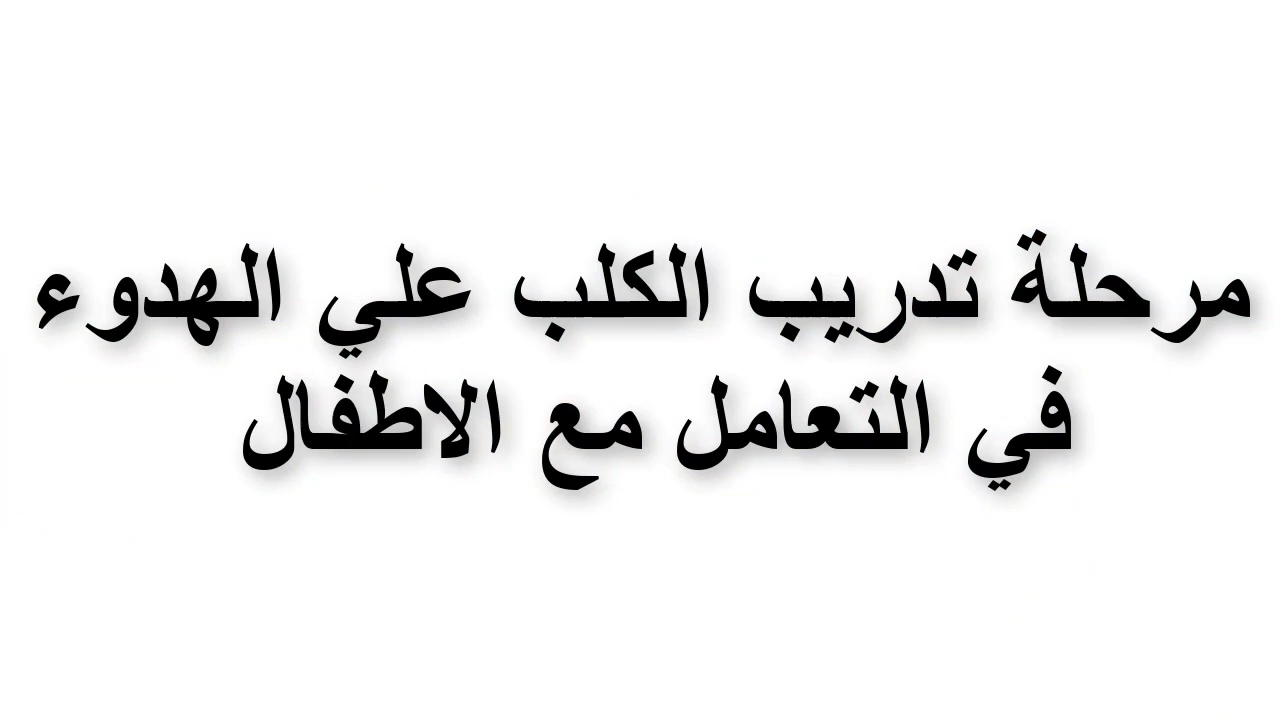 مرحلة تدريب الكلب علي الهدوء
في التعامل مع الاطفال